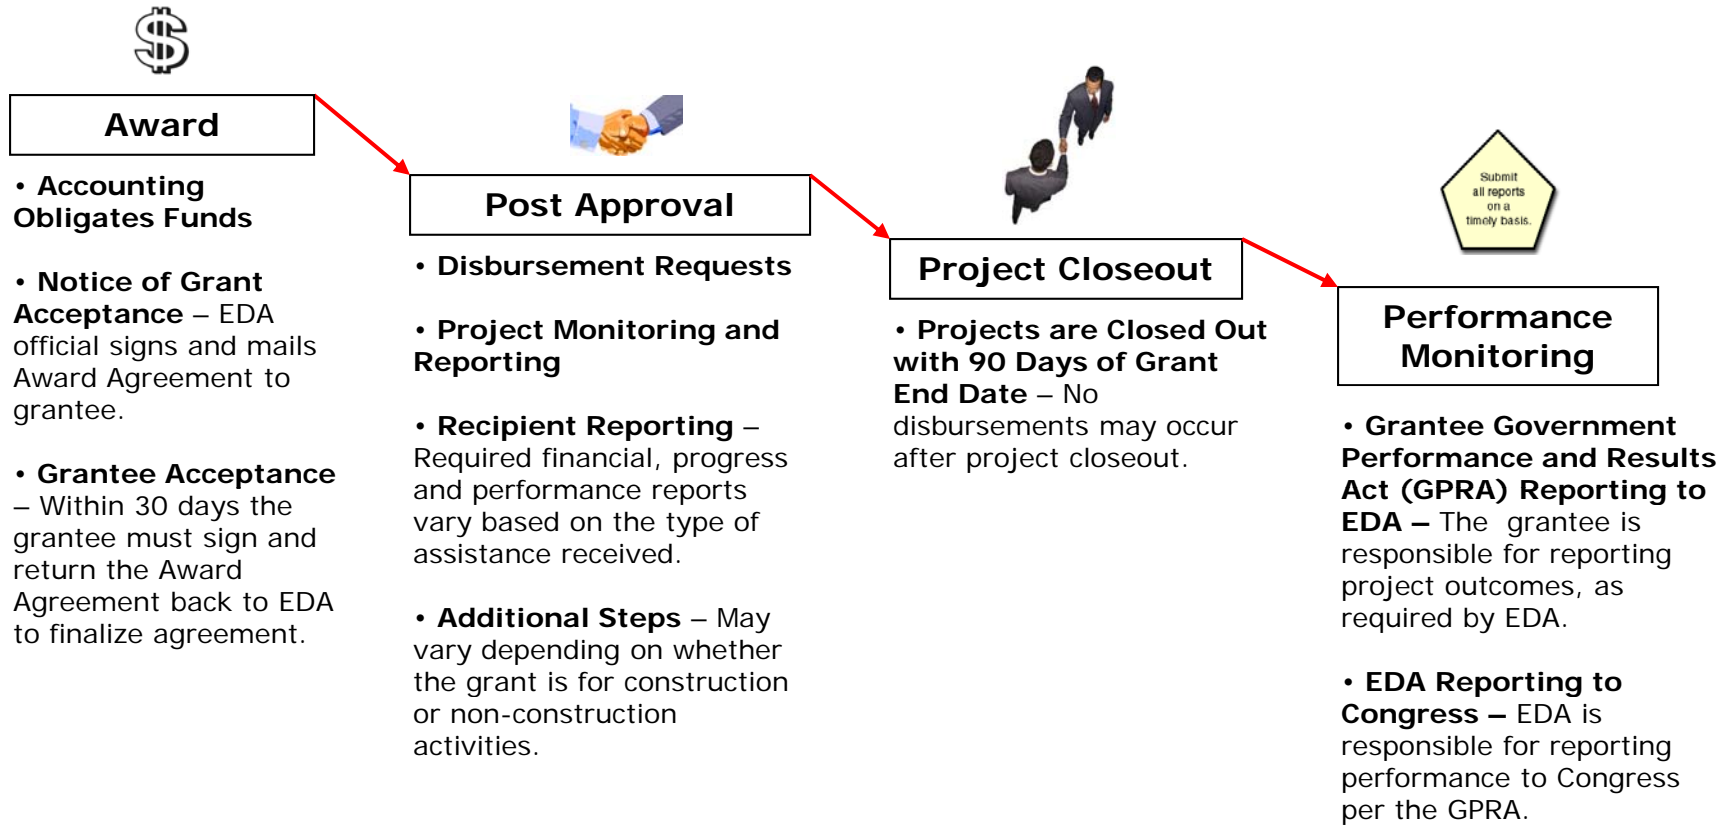 $
Award
• Accounting
Obligates Funds
• Notice of Grant
Acceptance – EDA
official signs and mails
Award Agreement to
grantee.
• Grantee Acceptance
– Within 30 days the
grantee must sign and
return the Award
Agreement back to EDA
to finalize agreement.
Post Approval
• Disbursement Requests
• Project Monitoring and
Reporting
• Recipient Reporting –
Required financial, progress
and performance reports
vary based on the type of
assistance received.
• Additional Steps – May
vary depending on whether
the grant is for construction
or non-construction
activities.
Project Closeout
• Projects are Closed Out
with 90 Days of Grant
End Date – No
disbursements may occur
after project closeout.
Submit
all reports
on a
timely basis.
Performance
Monitoring
• Grantee Government
Performance and Results
Act (GPRA) Reporting to
EDA – The grantee is
responsible for reporting
project outcomes, as
required by EDA.
• EDA Reporting to
Congress – EDA is
responsible for reporting
performance to Congress
per the GPRA.